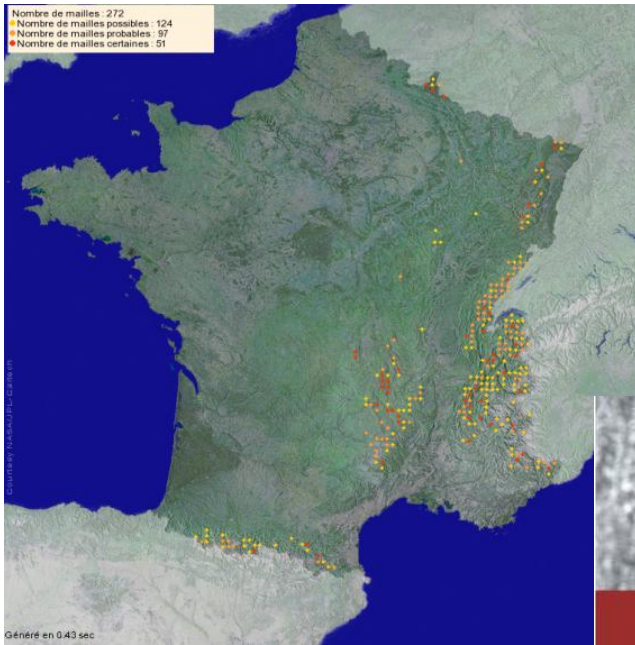 Nombre de mailles : 272
Nombre de mailles possibles : 124
Nombre de mailles probables : 97
Nombre de mailles certaines : 51
Courtesy NASA/JPL-Caltech
Généré en 0.43 sec